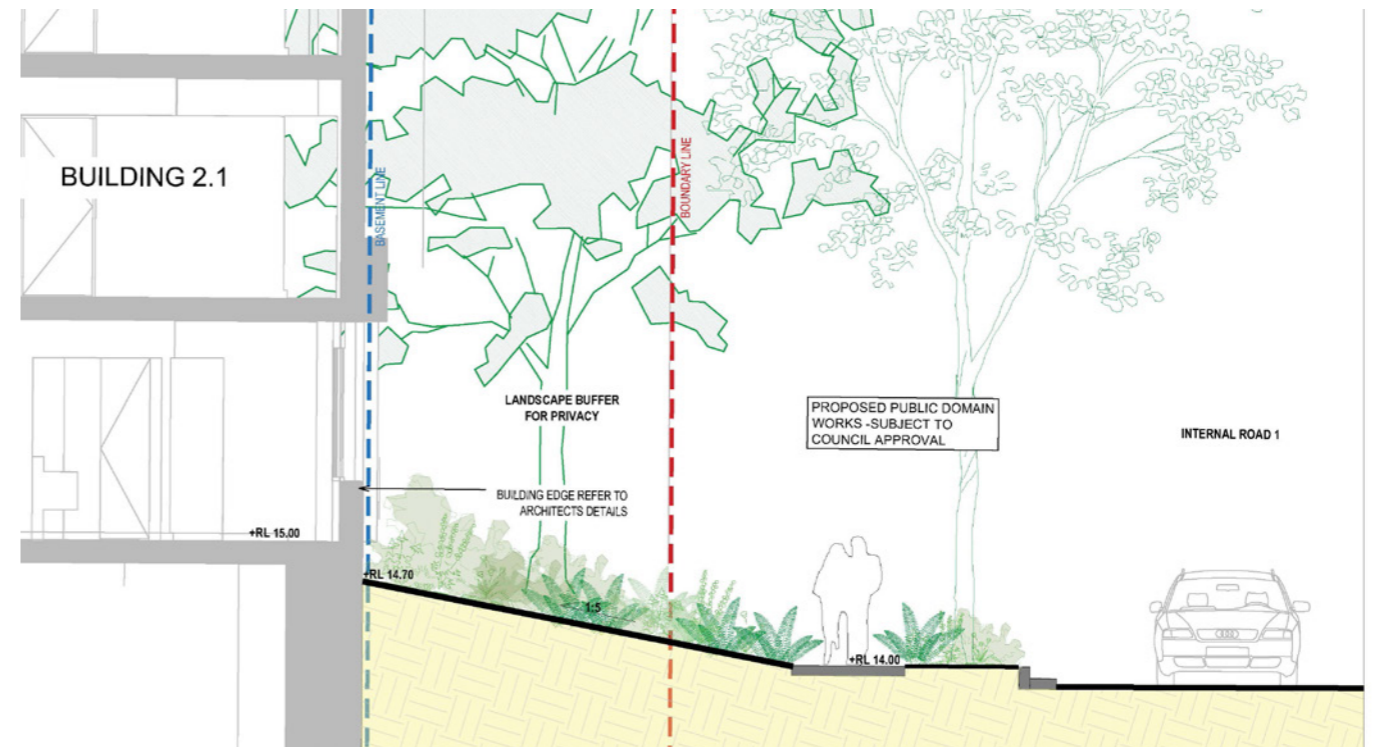 BUILDING 2.1
BASEMENT LINE
BOUNDARY LINE
LANDSCAPE BUFFER
FOR PRIVACY
PROPOSED PUBLIC DOMAIN
WORKS -SUBJECT TO
COUNCIL APPROVAL
INTERNAL ROAD 1
BUILDING EDGE REFER TO
ARCHITECTS DETAILS
+RL 15.00
+RL 14.70
1:5
+RL 14.00